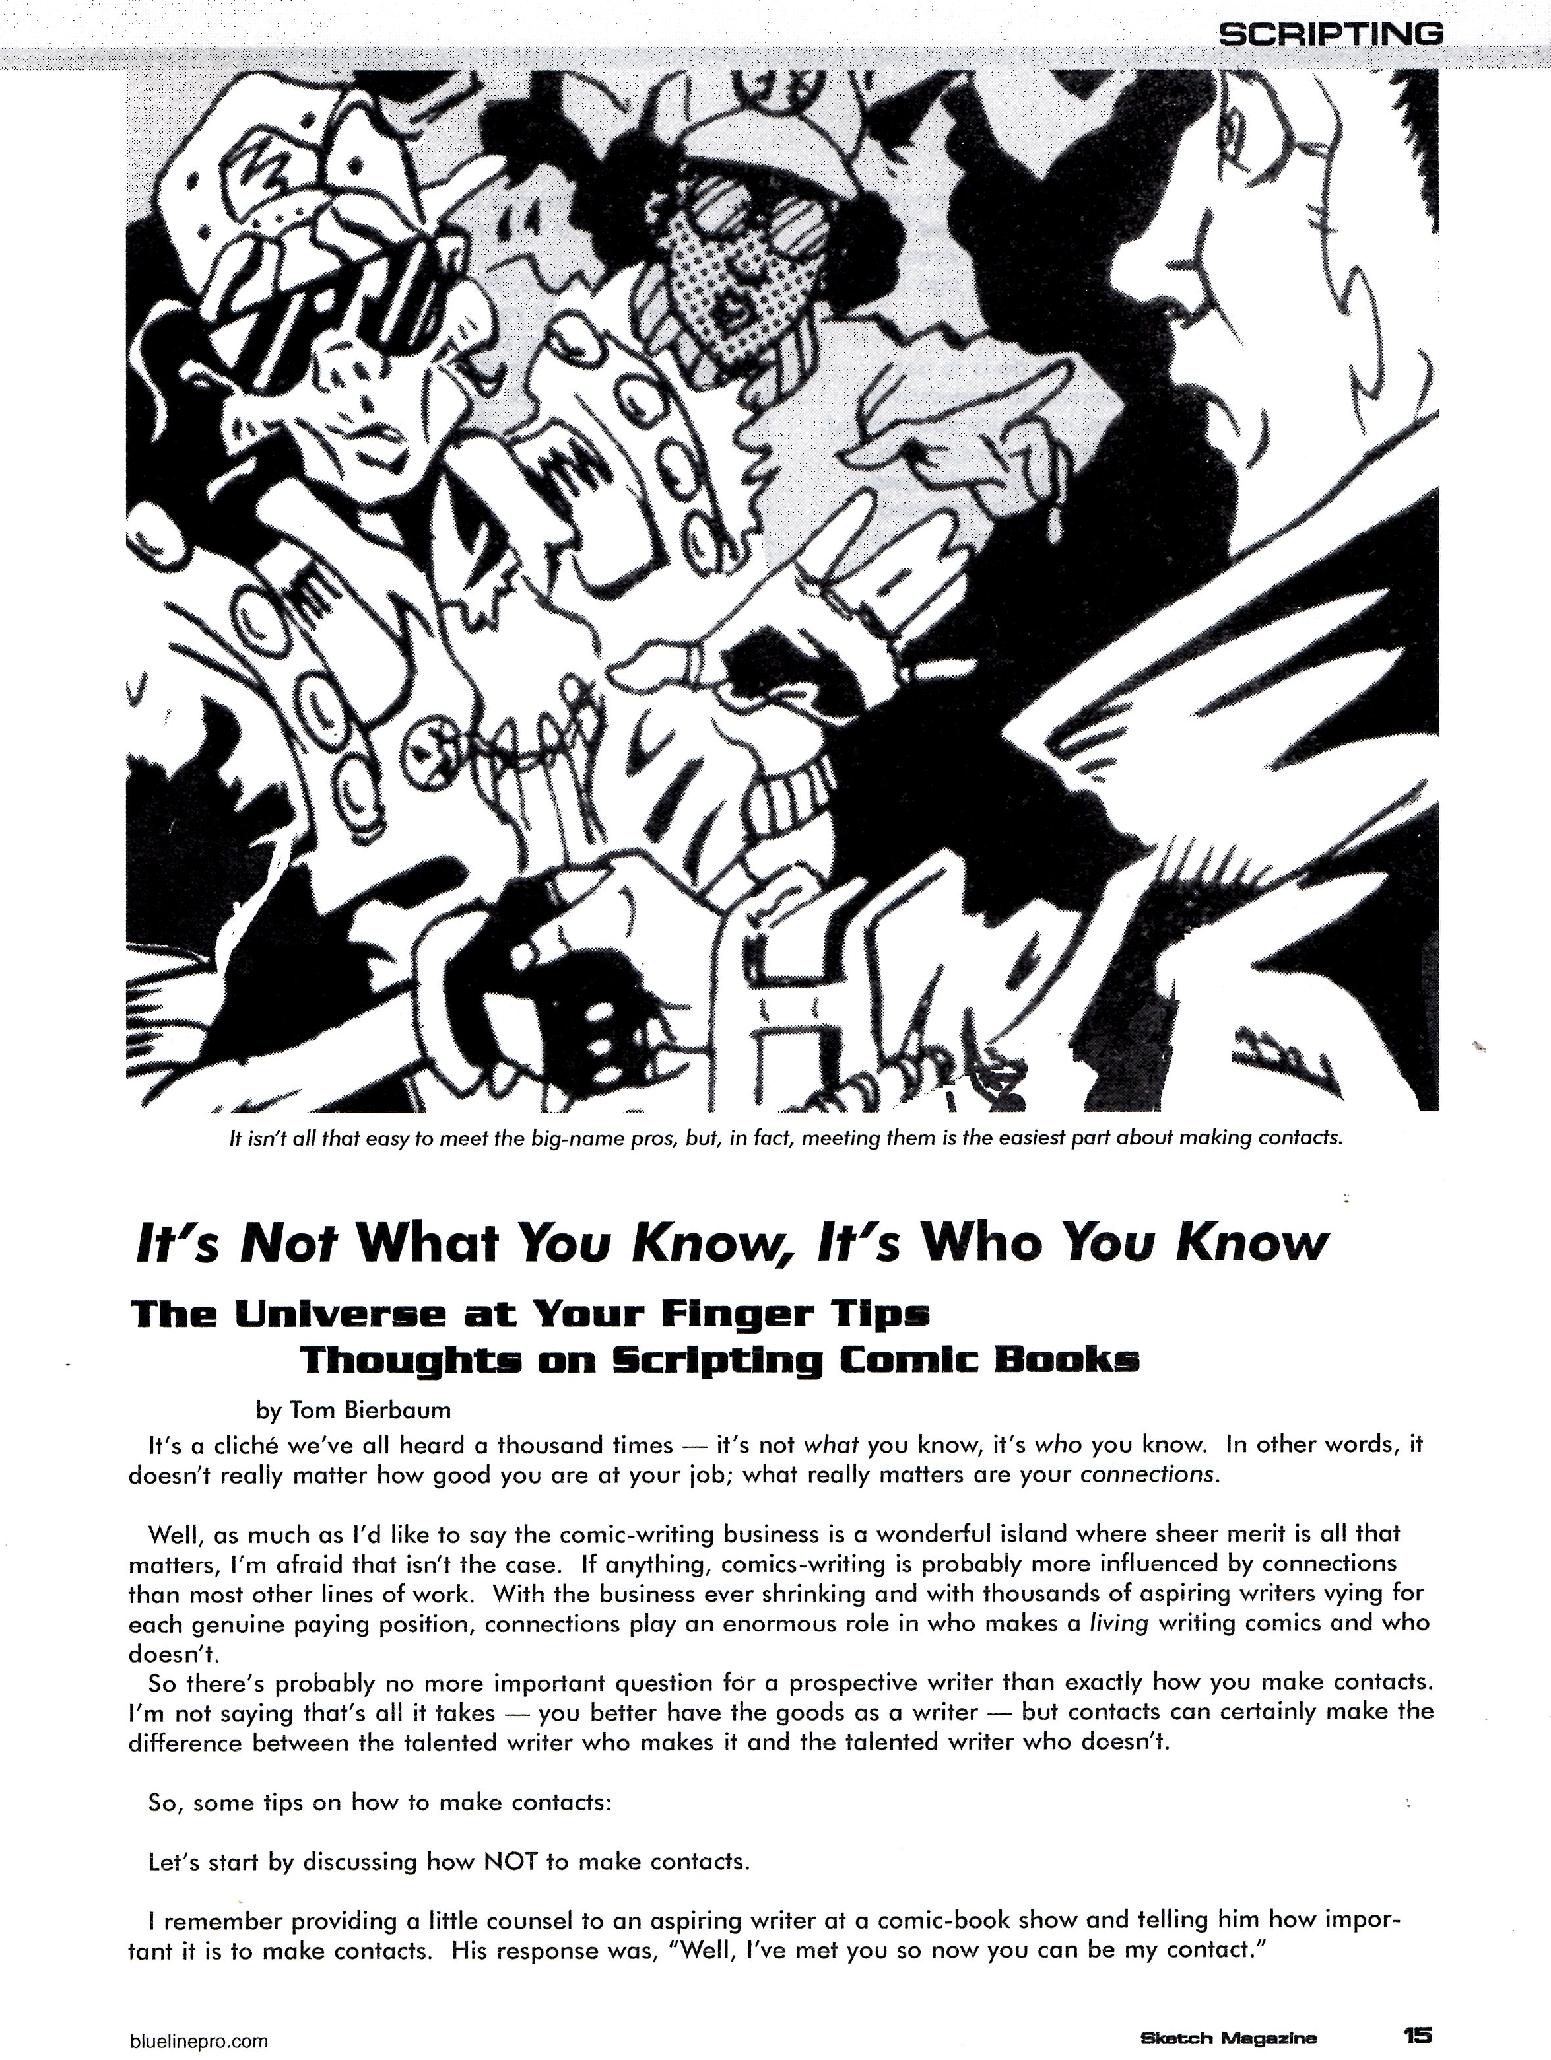 SCRIPTING
It isn't all that easy to meet the big-name pros, but, in fact, meeting them is the easiest part about making contacts.
It's Not What You Know, It's Who You Know
The Universe at Your Finger Tips
Thoughts on Scripting Comic Books
by Tom Bierbaum
It's a cliché we've all heard a thousand times — it's not what you know, it's who you know. In other words, it
doesn't really matter how good you are at your job; what really matters are your connections.
Well, as much as I'd like to say the comic-writing business is a wonderful island where sheer merit is all that
matters, I'm afraid that isn't the case. If anything, comics-writing is probably more influenced by connections
than most other lines of work. With the business ever shrinking and with thousands of aspiring writers vying for
each genuine paying position, connections play an enormous role in who makes a living writing comics and who
doesn't.
So there's probably no more important question for a prospective writer than exactly how you make contacts.
I'm not saying that's all it takes — you better have the goods as a writer — but contacts can certainly make the
difference between the talented writer who makes it and the talented writer who doesn't.
So, some tips on how to make contacts:
Let's start by discussing how NOT to make contacts.
I remember providing a little counsel to an aspiring writer at a comic-book show and telling him how impor-
tant it is to make contacts. His response was, "Well, I've met you so now you can be my contact."
bluelinepro.com
Sketch Magazine 15